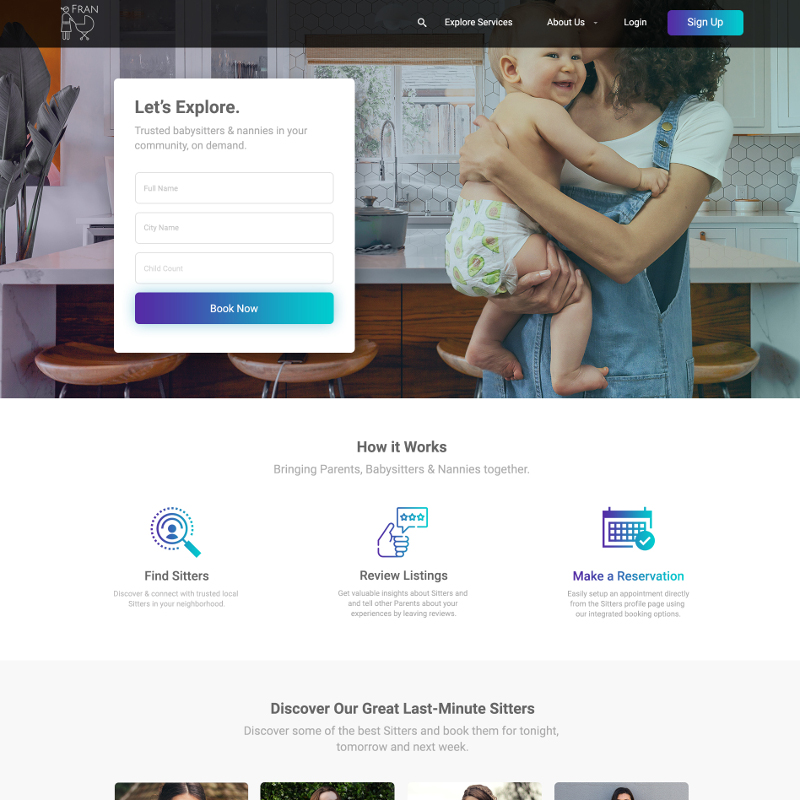 FRAN
Explore Services
About Us
Login
Sign Up
Let's Explore.
Trusted babysitters & nannies in your
community, on demand.
Full Name
City Name
Child Count
Book Now
How it Works
Bringing Parents, Babysitters & Nannies together.
Find Sitters
Discover & connect with trusted local
Sitters in your neighborhood.
Review Listings
Get valuable insights about Sitters and
and tell other Parents about your
experiences by leaving reviews.
Make a Reservation
Easily setup an appointment directly
from the Sitters profile page using
our integrated booking options.
Discover Our Great Last-Minute Sitters
Discover some of the best Sitters and book them for tonight,
tomorrow and next week.